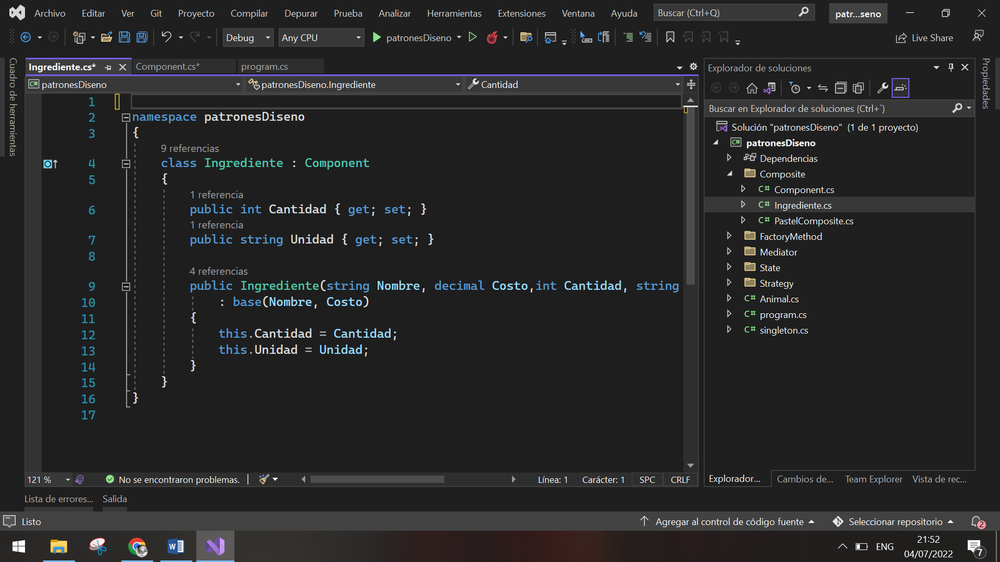 Archivo Editar Ver Git Proyecto Compilar Depurar Prueba Analizar Herramientas Extensiones Ventana Ayuda Buscar (Ctrl+Q) patr...seno
Debug Any CPU patronesDiseno Live Share
Cuadro de herramientas
Ingrediente.cs* Component.cs* program.cs
patronesDiseno patronesDiseno.Ingrediente Cantidad
1
2 namespace patronesDiseno
3 {
9 referencias
4 class Ingrediente : Component
5 {
1 referencia
6 public int Cantidad { get; set; }
1 referencia
7 public string Unidad { get; set; }
8
4 referencias
9 public Ingrediente(string Nombre, decimal Costo,int Cantidad, string
10 : base(Nombre, Costo)
11 {
12 this.Cantidad = Cantidad;
13 this.Unidad = Unidad;
14 }
15 }
16 }
17
121 % No se encontraron problemas. Línea: 1 Carácter: 1 SPC CRLF
Explorador de soluciones
Buscar en Explorador de soluciones (Ctrl+`)
Solución "patronesDiseno" (1 de 1 proyecto)
C# patronesDiseno
Dependencias
Composite
C# Component.cs
C# Ingrediente.cs
C# PastelComposite.cs
FactoryMethod
Mediator
State
Strategy
C# Animal.cs
C# program.cs
C# singleton.cs
Explorador... Cambios de... Team Explorer Vista de rec...
Propiedades
Lista de errores... Salida
Listo Agregar al control de código fuente Seleccionar repositorio 2
ENG 21:52
04/07/2022 7